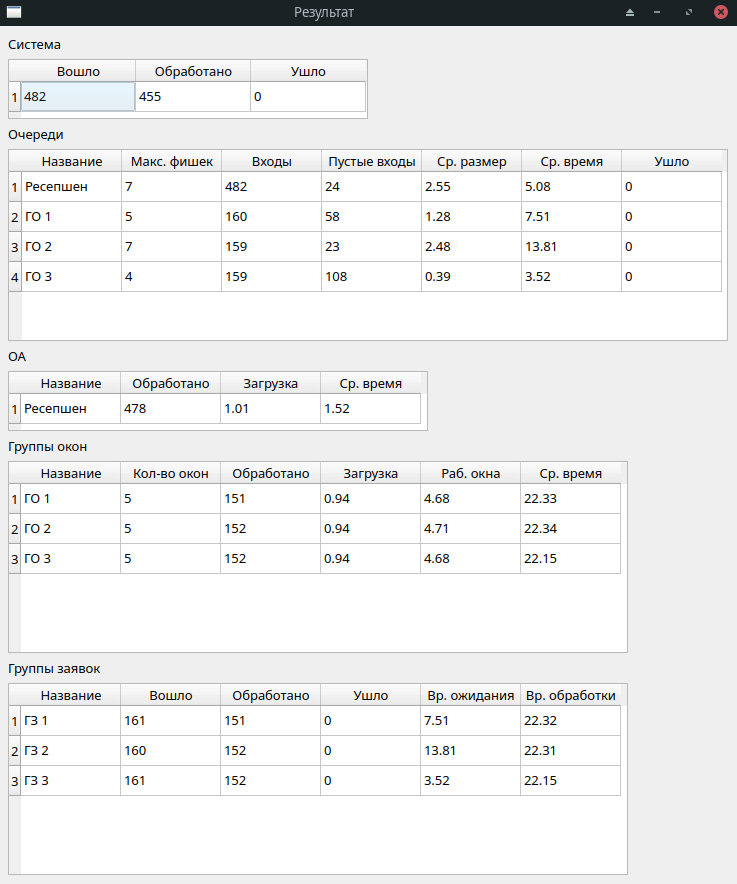 Результат
Система
Вошло Обработано Ушло
1 482 455 0
Очереди
Название Макс. фишек Входы Пустые входы Ср. размер Ср. время Ушло
1 Ресепшен 7 482 24 2.55 5.08 0
2 ГО 1 5 160 58 1.28 7.51 0
3 ГО 2 7 159 23 2.48 13.81 0
4 ГО 3 4 159 108 0.39 3.52 0
ОА
Название Обработано Загрузка Ср. время
1 Ресепшен 478 1.01 1.52
Группы окон
Название Кол-во окон Обработано Загрузка Раб. окна Ср. время
1 ГО 1 5 151 0.94 4.68 22.33
2 ГО 2 5 152 0.94 4.71 22.34
3 ГО 3 5 152 0.94 4.68 22.15
Группы заявок
Название Вошло Обработано Ушло Вр. ожидания Вр. обработки
1 ГЗ 1 161 151 0 7.51 22.32
2 ГЗ 2 160 152 0 13.81 22.31
3 ГЗ 3 161 152 0 3.52 22.15